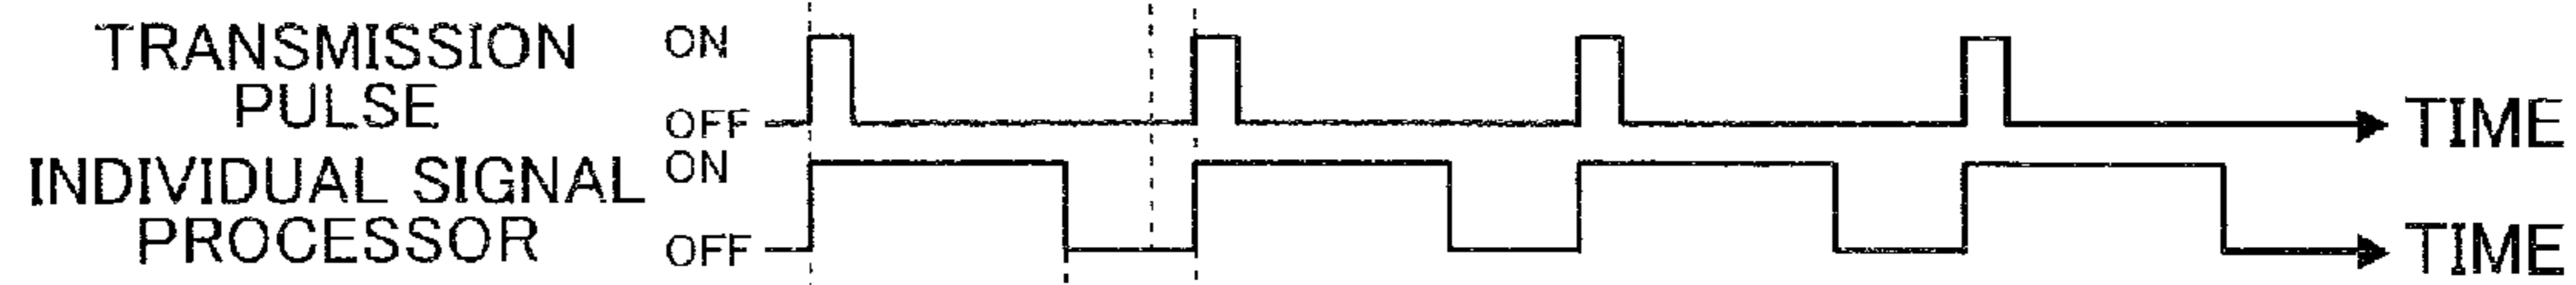 TRANSMISSION
PULSE
ON
OFF
TIME
INDIVIDUAL SIGNAL
PROCESSOR
ON
OFF
TIME